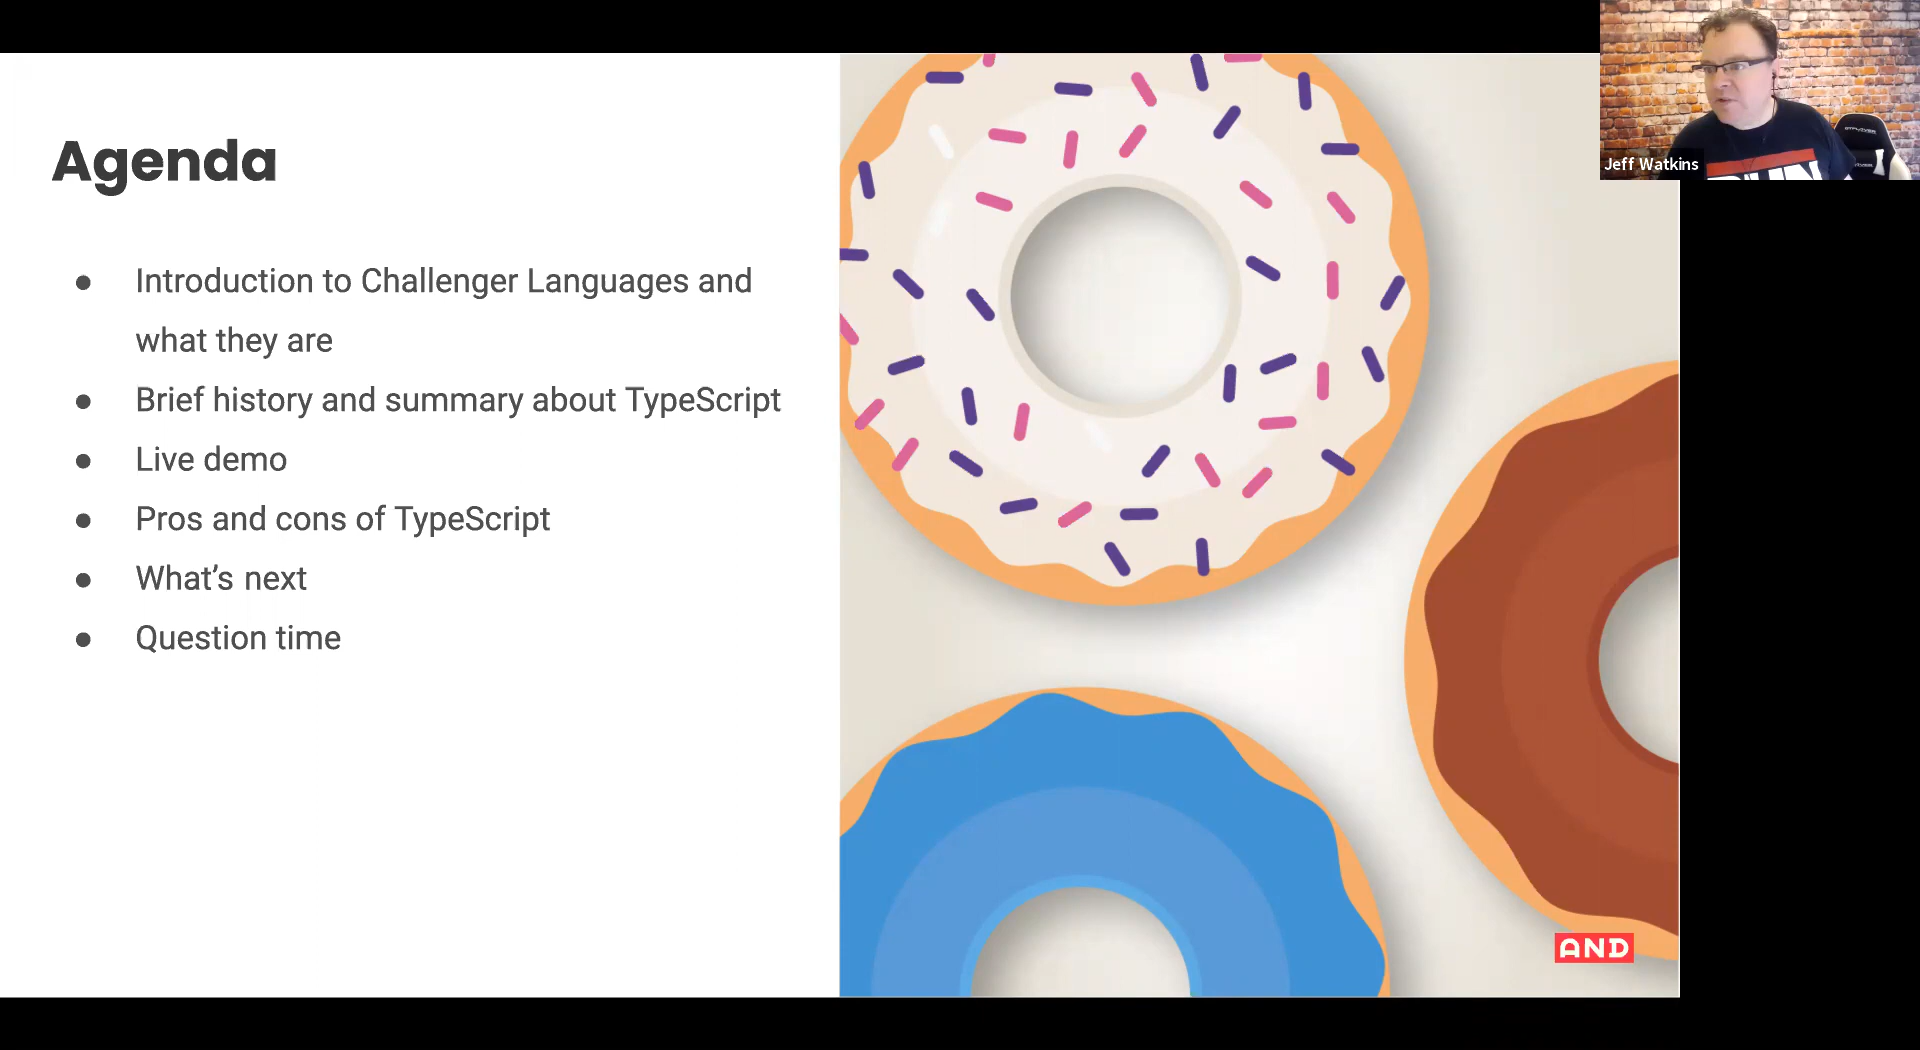 Agenda
● Introduction to Challenger Languages and
what they are
● Brief history and summary about TypeScript
● Live demo
● Pros and cons of TypeScript
● What’s next
● Question time
AND
Jeff Watkins